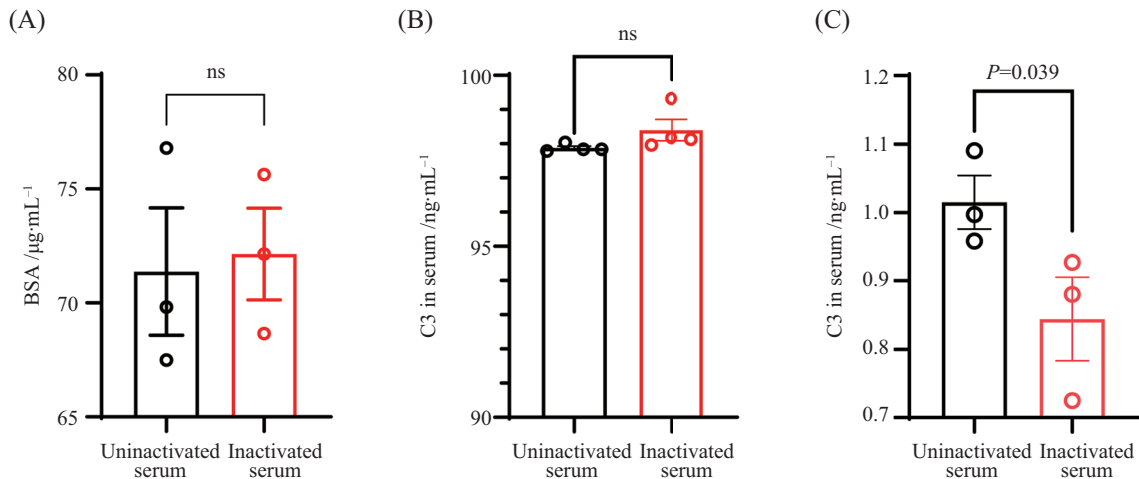 (A)
ns
80
75
70
65
BSA /μg·mL⁻¹
Uninactivated serum
Inactivated serum
(B)
ns
100
95
90
C3 in serum /ng·mL⁻¹
Uninactivated serum
Inactivated serum
(C)
P=0.039
1.2
1.1
1.0
0.9
0.8
0.7
C3 in serum /ng·mL⁻¹
Uninactivated serum
Inactivated serum